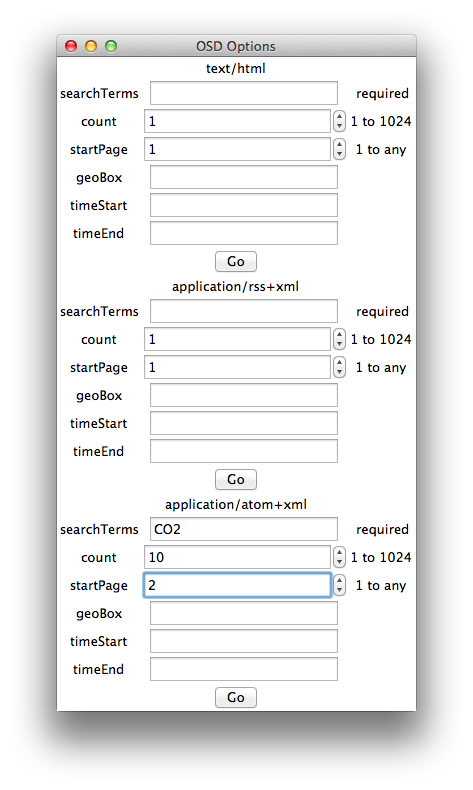 OSD Options
text/html
searchTerms required
count 1 1 to 1024
startPage 1 1 to any
geoBox
timeStart
timeEnd
Go
application/rss+xml
searchTerms required
count 1 1 to 1024
startPage 1 1 to any
geoBox
timeStart
timeEnd
Go
application/atom+xml
searchTerms CO2 required
count 10 1 to 1024
startPage 2 1 to any
geoBox
timeStart
timeEnd
Go